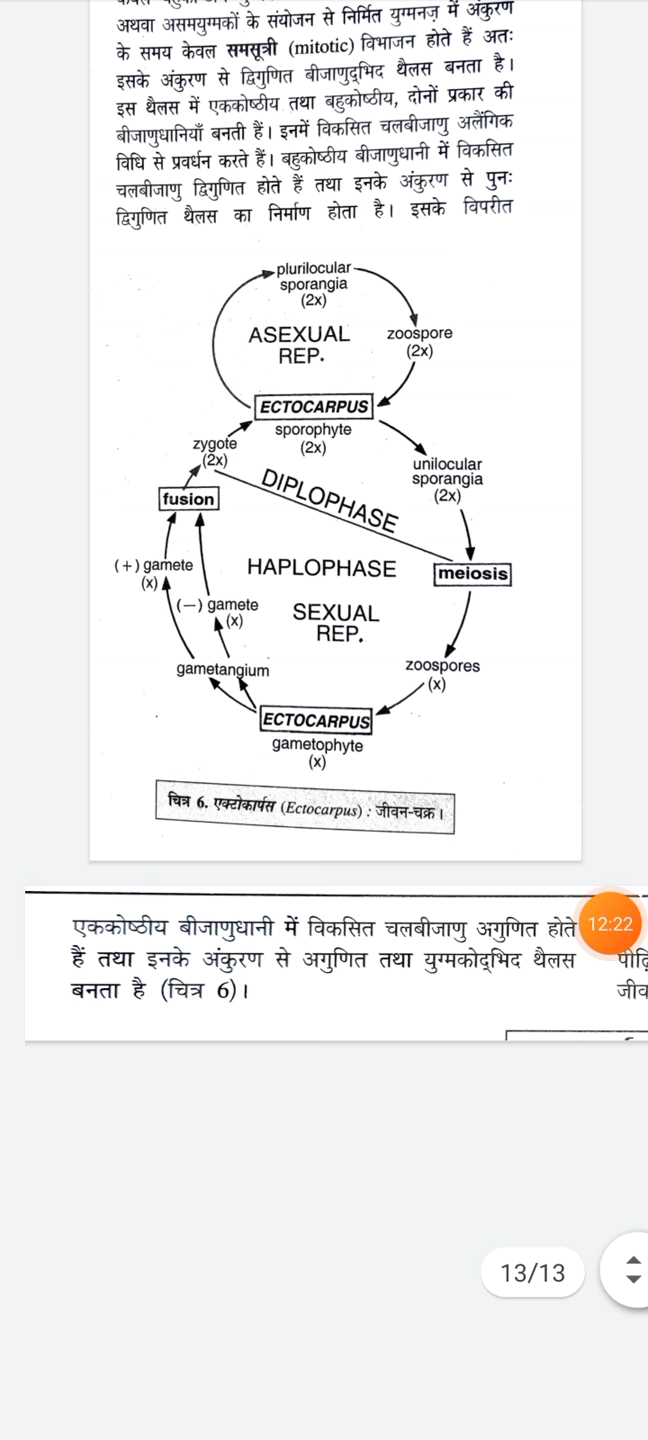 अथवा असमयुग्मकों के संयोजन से निर्मित युग्मनज़ में अंकुरण
के समय केवल समसूत्री (mitotic) विभाजन होते हैं अतः
इसके अंकुरण से द्विगुणित बीजाणुद्भिद थैलस बनता है।
इस थैलस में एककोष्ठीय तथा बहुकोष्ठीय, दोनों प्रकार की
बीजाणुधानियाँ बनती हैं। इनमें विकसित चलबीजाणु अलैंगिक
विधि से प्रवर्धन करते हैं। बहुकोष्ठीय बीजाणुधानी में विकसित
चलबीजाणु द्विगुणित होते हैं तथा इनके अंकुरण से पुनः
द्विगुणित थैलस का निर्माण होता है। इसके विपरीत
plurilocular
sporangia
(2x)
ASEXUAL
REP.
zoospore
(2x)
ECTOCARPUS
sporophyte
(2x)
zygote
(2x)
unilocular
sporangia
(2x)
DIPLOPHASE
fusion
(+) gamete
(x)
HAPLOPHASE
meiosis
(—) gamete
(x)
SEXUAL
REP.
gametangium
zoospores
(x)
ECTOCARPUS
gametophyte
(x)
चित्र 6. एक्टोकार्पस (Ectocarpus) : जीवन-चक्र।
एककोष्ठीय बीजाणुधानी में विकसित चलबीजाणु अगुणित होते
12:22
हैं तथा इनके अंकुरण से अगुणित तथा युग्मकोद्भिद थैलस
बनता है (चित्र 6)।
पीढ़ि
जीव
13/13